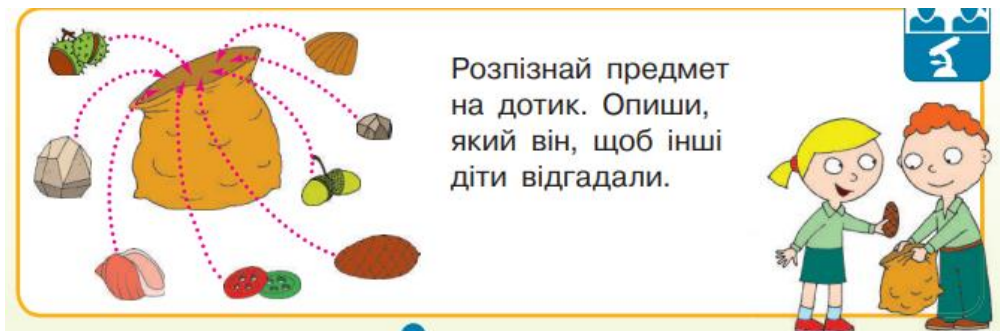 Розпізнай предмет
на дотик. Опиши,
який він, щоб інші
діти відгадали.